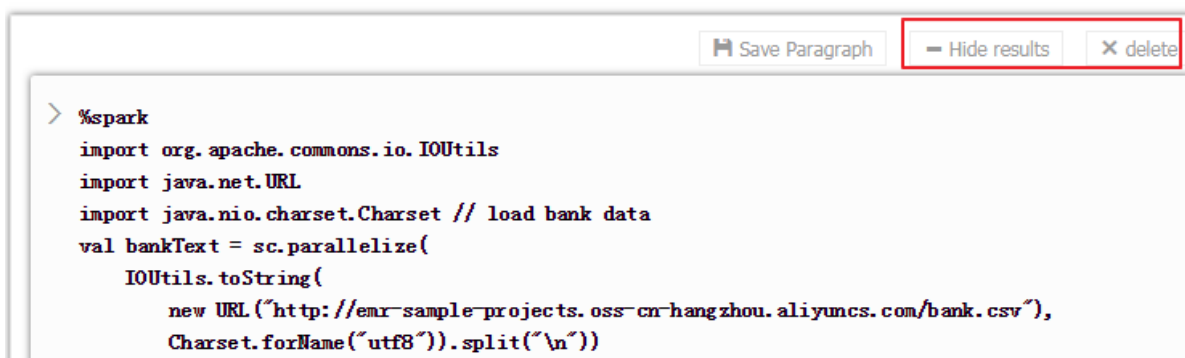 Save Paragraph Hide results delete
%spark
import org.apache.commons.io.IOUtils
import java.net.URL
import java.nio.charset.Charset // load bank data
val bankText = sc.parallelize(
IOUtils.toString(
new URL("http://emr-sample-projects.oss-cn-hangzhou.aliyuncs.com/bank.csv"),
Charset.forName("utf8")).split("\n"))